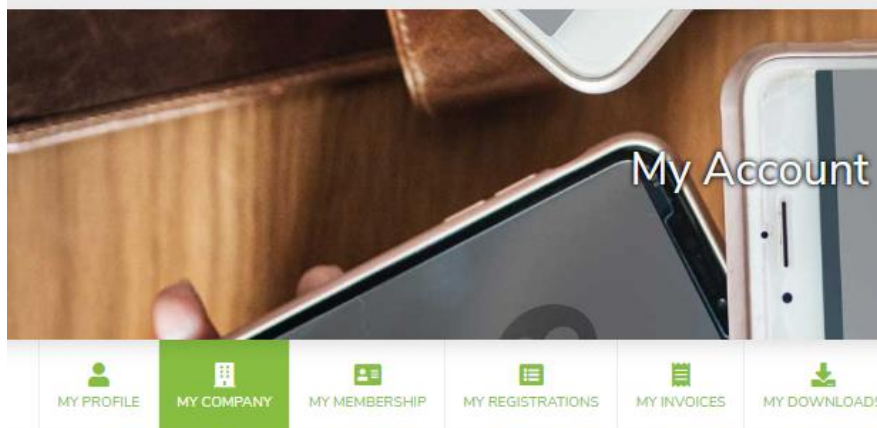 My Account
MY PROFILE
MY COMPANY
MY MEMBERSHIP
MY REGISTRATIONS
MY INVOICES
MY DOWNLOADS